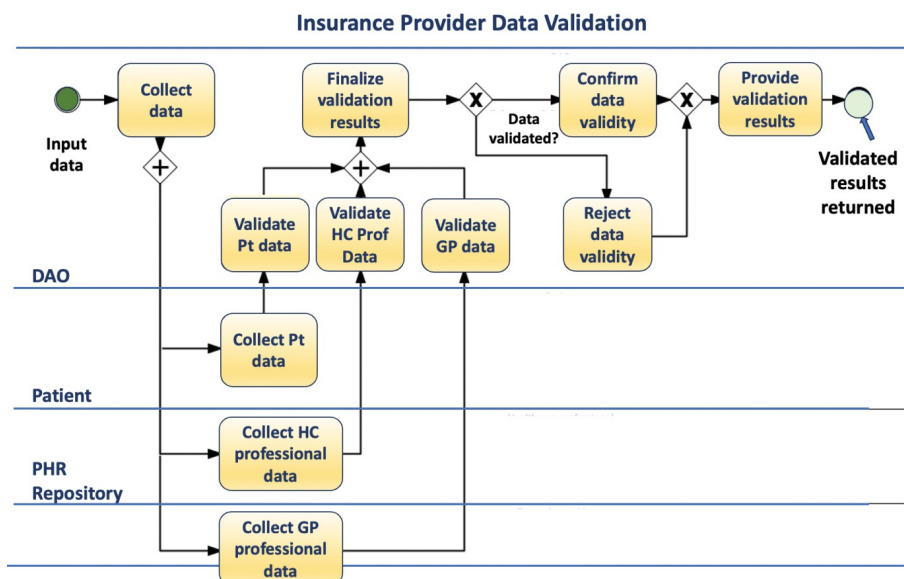 Insurance Provider Data Validation
Collect
data
Input
data
Finalize
validation
results
Data
validated?
Confirm
data
validity
Provide
validation
results
Validated
results
returned
Reject
data
validity
Validate
Pt data
Validate
HC Prof
Data
Validate
GP data
DAO
Collect Pt
data
Patient
Collect HC
professional
data
PHR
Repository
Collect GP
professional
data